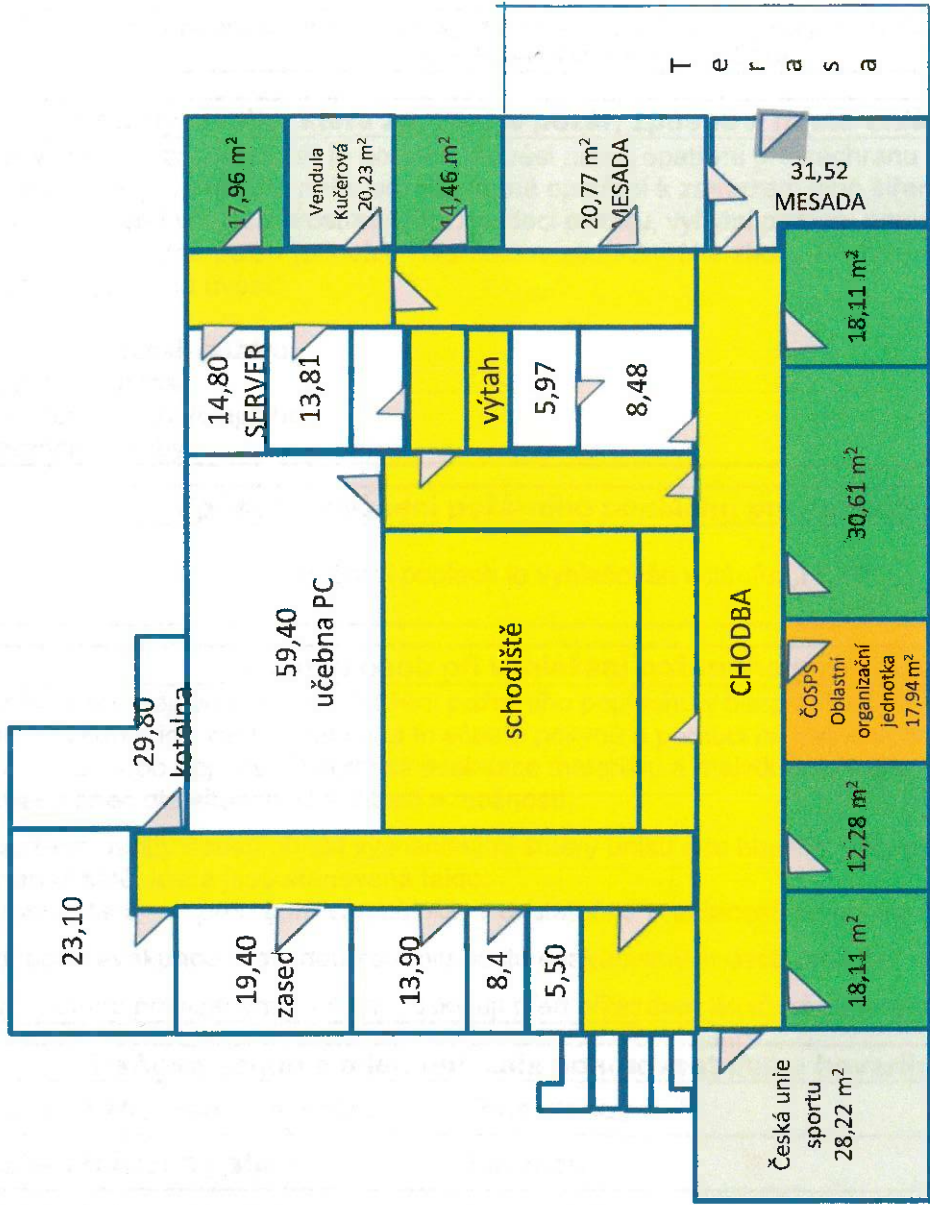 23,10
29,80
kotelna
14,80
SERVER
17,96 m²
13,81
Vendula
Kučerová
20,23 m²
14,46 m²
19,40
zased
59,40
učebna PC
13,90
8,4
5,50
výtah
5,97
8,48
20,77 m²
MESADA
Terasa
schodiště
CHODBA
31,52
MESADA
Česká unie
sportu
28,22 m²
18,11 m²
12,28 m²
ČOSPS
Oblastní
organizační
jednotka
17,94 m²
30,61 m²
18,11 m²